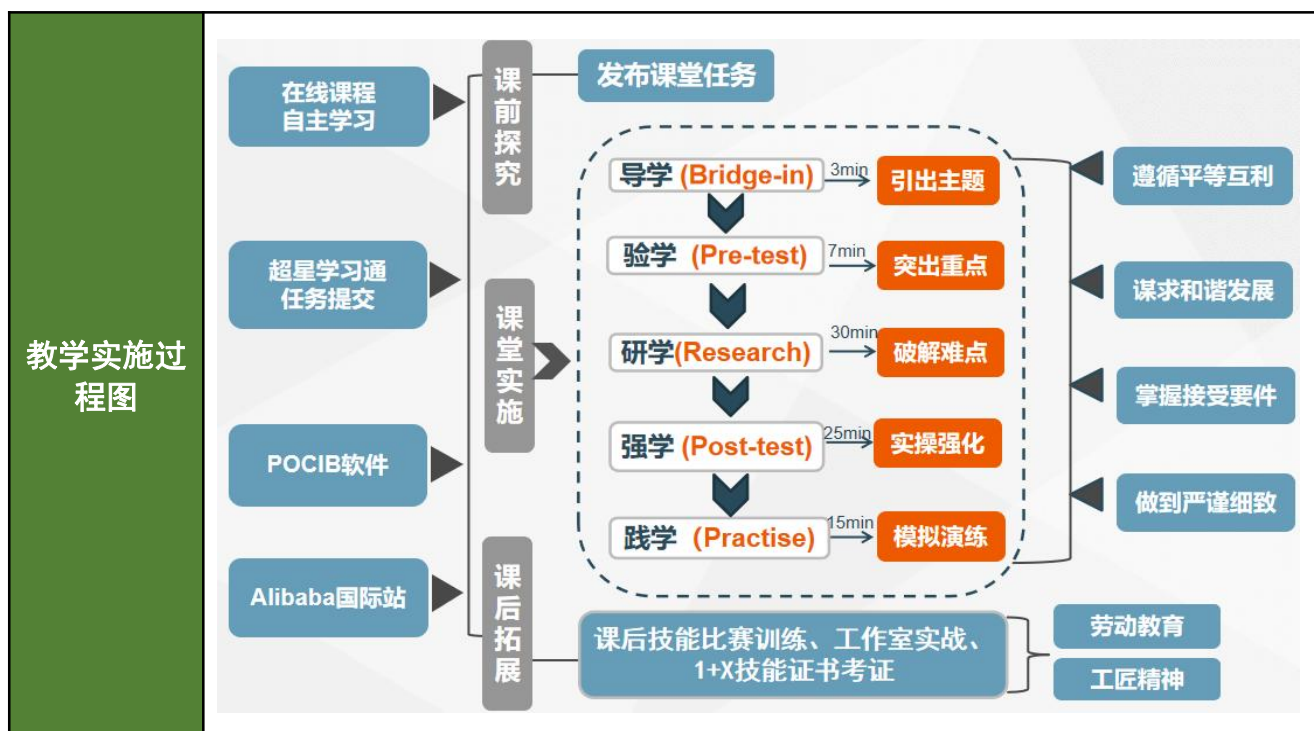 教学实施过
程图
在线课程
自主学习
超星学习通
任务提交
POCIB软件
Alibaba国际站
课前探究
课堂实施
课后拓展
发布课堂任务
导学 (Bridge-in)
3min
引出主题
验学 (Pre-test)
7min
突出重点
研学(Research)
30min
破解难点
强学 (Post-test)
25min
实操强化
践学 (Practise)
15min
模拟演练
遵循平等互利
谋求和谐发展
掌握接受要件
做到严谨细致
课后技能比赛训练、工作室实战、
1+X技能证书考证
劳动教育
工匠精神